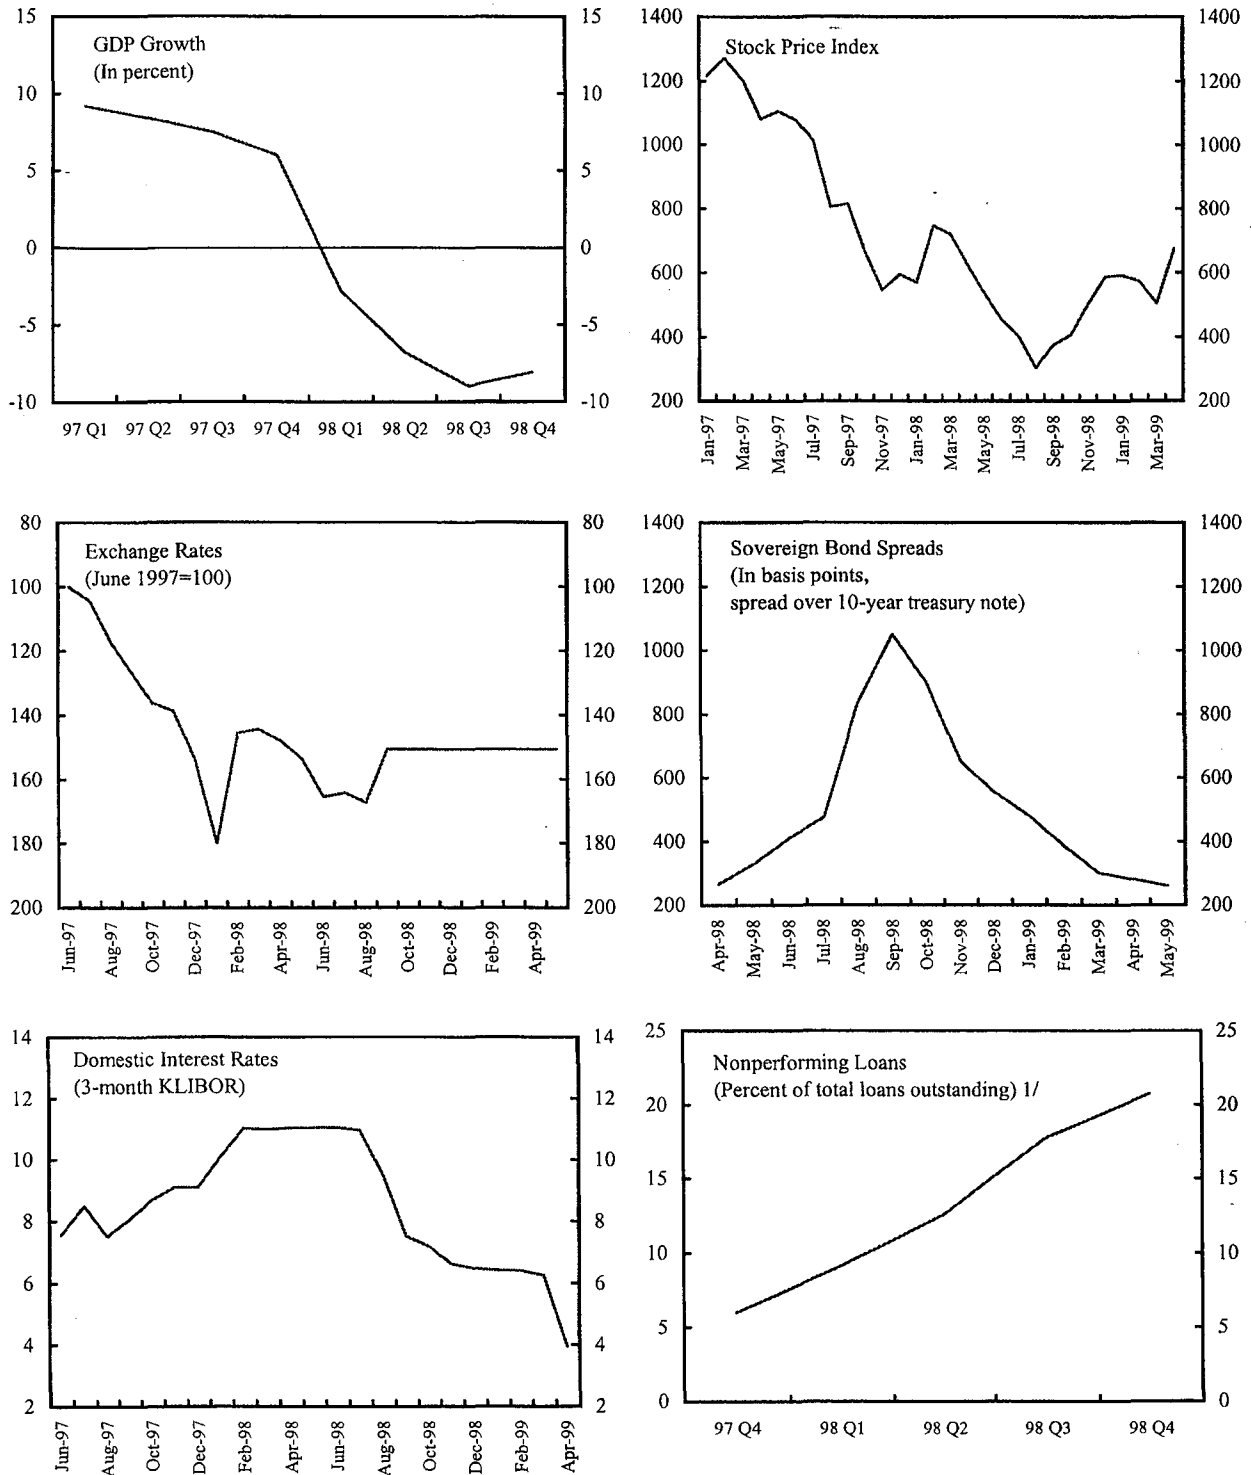 GDP Growth
(In percent)
15
10
5
0
-5
-10
15
10
5
0
-5
-10
97 Q1 97 Q2 97 Q3 97 Q4 98 Q1 98 Q2 98 Q3 98 Q4
Stock Price Index
1400
1200
1000
800
600
400
200
1400
1200
1000
800
600
400
200
Jan-97
Mar-97
May-97
Jul-97
Sep-97
Nov-97
Jan-98
Mar-98
May-98
Jul-98
Sep-98
Nov-98
Jan-99
Mar-99
Exchange Rates
(June 1997=100)
80
100
120
140
160
180
200
80
100
120
140
160
180
200
Jun-97
Aug-97
Oct-97
Dec-97
Feb-98
Apr-98
Jun-98
Aug-98
Oct-98
Dec-98
Feb-99
Apr-99
Sovereign Bond Spreads
(In basis points,
spread over 10-year treasury note)
1400
1200
1000
800
600
400
200
1400
1200
1000
800
600
400
200
Apr-98
May-98
Jun-98
Jul-98
Aug-98
Sep-98
Oct-98
Nov-98
Dec-98
Jan-99
Feb-99
Mar-99
Apr-99
May-99
Domestic Interest Rates
(3-month KLIBOR)
14
12
10
8
6
4
2
14
12
10
8
6
4
2
Jun-97
Aug-97
Oct-97
Dec-97
Feb-98
Apr-98
Jun-98
Aug-98
Oct-98
Dec-98
Feb-99
Apr-99
Nonperforming Loans
(Percent of total loans outstanding) 1/
25
20
15
10
5
0
25
20
15
10
5
0
97 Q4 98 Q1 98 Q2 98 Q3 98 Q4